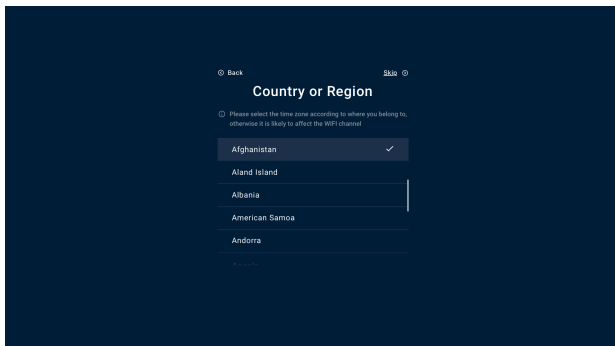 Back
Skip
Country or Region
Please select the time zone according to where you belong to,
otherwise it is likely to affect the WIFI channel
Afghanistan
Aland Island
Albania
American Samoa
Andorra
Angola